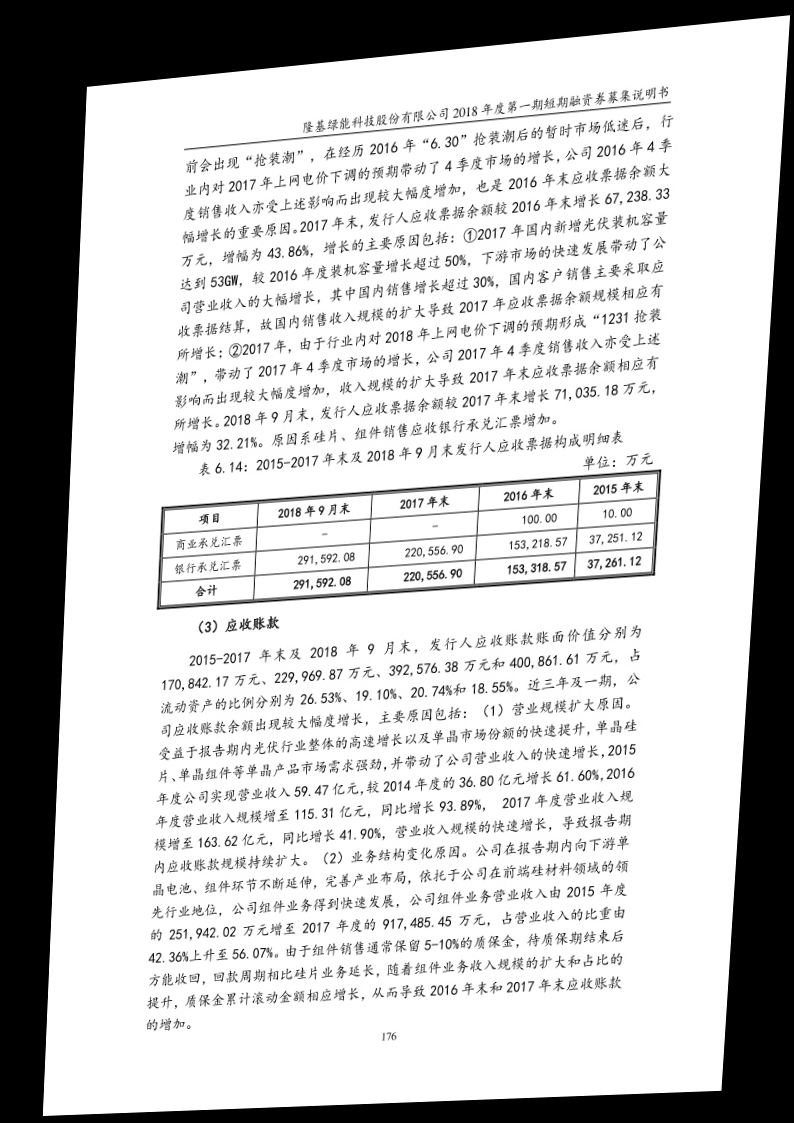 隆基绿能科技股份有限公司 2018 年度第一期短期融资券募集说明书
前会出现“抢装潮”，在经历 2016 年“6.30”抢装潮后的暂时市场低迷后，行
业内对 2017 年上网电价下调的预期带动了 4 季度市场的增长，公司 2016 年 4 季
度销售收入亦受上述影响而出现较大幅度增加，也是 2016 年末应收票据余额大
幅增长的重要原因。2017 年末，发行人应收票据余额较 2016 年末增长 67,238.33
万元，增幅为 43.86%，增长的主要原因包括：①2017 年国内新增光伏装机容量
达到 53GW，较 2016 年度装机容量增长超过 50%，下游市场的快速发展带动了公
司营业收入的大幅增长，其中国内销售增长超过 30%，国内客户销售主要采取应
收票据结算，故国内销售收入规模的扩大导致 2017 年应收票据余额规模相应有
所增长；②2017 年，由于行业内对 2018 年上网电价下调的预期形成“1231 抢装
潮”，带动了 2017 年 4 季度市场的增长，公司 2017 年 4 季度销售收入亦受上述
影响而出现较大幅度增加，收入规模的扩大导致 2017 年末应收票据余额相应有
所增长。2018 年 9 月末，发行人应收票据余额较 2017 年末增长 71,035.18 万元，
增幅为 32.21%。原因系硅片、组件销售应收银行承兑汇票增加。
表 6.14：2015-2017 年末及 2018 年 9 月末发行人应收票据构成明细表
单位：万元
项目 2018 年 9 月末 2017 年末 2016 年末 2015 年末
商业承兑汇票 - - 100.00 10.00
银行承兑汇票 291,592.08 220,556.90 153,218.57 37,251.12
合计 291,592.08 220,556.90 153,318.57 37,261.12
（3）应收账款
2015-2017 年末及 2018 年 9 月末，发行人应收账款账面价值分别为
170,842.17 万元、229,969.87 万元、392,576.38 万元和 400,861.61 万元，占
流动资产的比例分别为 26.53%、19.10%、20.74%和 18.55%。近三年及一期，公
司应收账款余额出现较大幅度增长，主要原因包括：（1）营业规模扩大原因。
受益于报告期内光伏行业整体的高速增长以及单晶市场份额的快速提升，单晶硅
片、单晶组件等单晶产品市场需求强劲，并带动了公司营业收入的快速增长，2015
年度公司实现营业收入 59.47 亿元，较 2014 年度的 36.80 亿元增长 61.60%，2016
年度营业收入规模增至 115.31 亿元，同比增长 93.89%， 2017 年度营业收入规
模增至 163.62 亿元，同比增长 41.90%，营业收入规模的快速增长，导致报告期
内应收账款规模持续扩大。（2）业务结构变化原因。公司在报告期内向下游单
晶电池、组件环节不断延伸，完善产业布局，依托于公司在前端硅材料领域的领
先行业地位，公司组件业务得到快速发展，公司组件业务营业收入由 2015 年度
的 251,942.02 万元增至 2017 年度的 917,485.45 万元，占营业收入的比重由
42.36%上升至 56.07%。由于组件销售通常保留 5-10%的质保金，待质保期结束后
方能收回，回款周期相比硅片业务延长，随着组件业务收入规模的扩大和占比的
提升，质保金累计滚动金额相应增长，从而导致 2016 年末和 2017 年末应收账款
的增加。
176